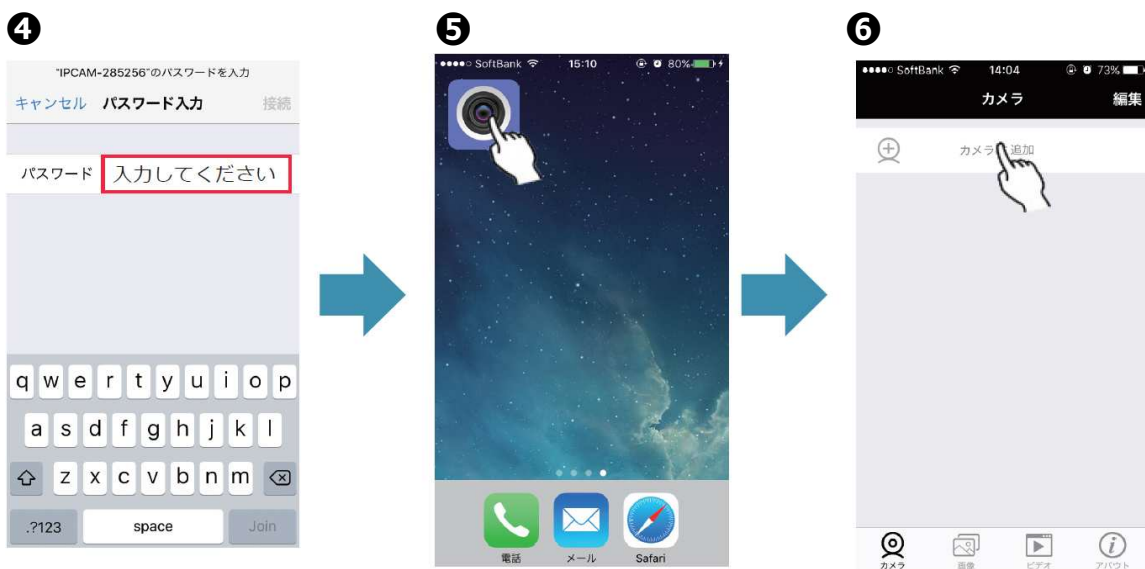 ❹
"IPCAM-285256"のパスワードを入力
キャンセル パスワード入力 接続
パスワード 入力してください
q w e r t y u i o p
a s d f g h j k l
z x c v b n m
.?123 space Join
❺
SoftBank 15:10 80%
電話 メール Safari
❻
SoftBank 14:04 73%
カメラ 編集
カメラ 追加
カメラ 画像 ビデオ アバウト